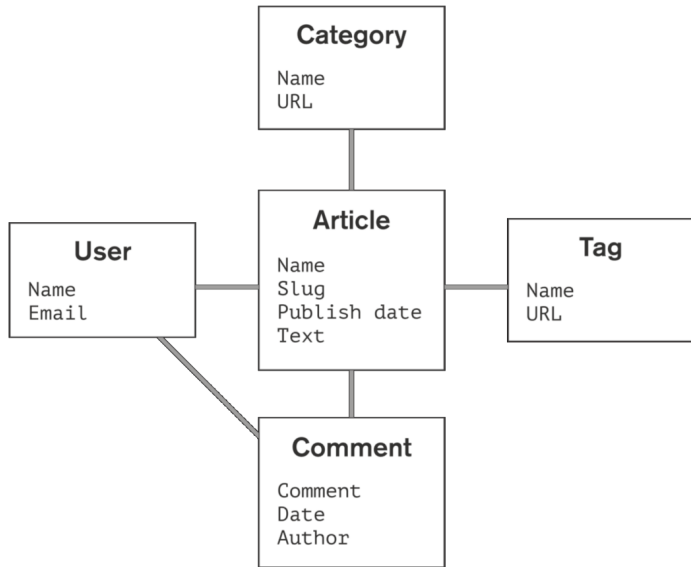 Category
Name
URL
Article
Name
Slug
Publish date
Text
User
Name
Email
Tag
Name
URL
Comment
Comment
Date
Author